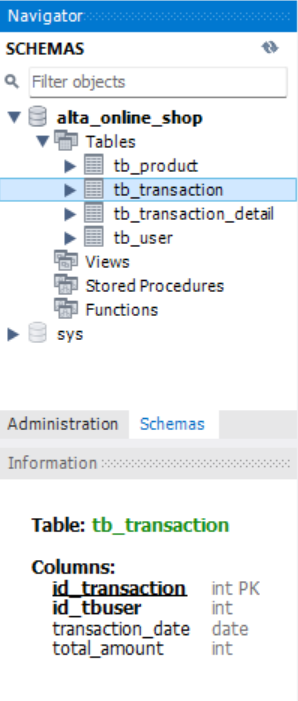 Navigator
SCHEMAS
Filter objects
alta_online_shop
Tables
tb_product
tb_transaction
tb_transaction_detail
tb_user
Views
Stored Procedures
Functions
sys
Administration Schemas
Information
Table: tb_transaction
Columns:
id_transaction int PK
id_tbuser int
transaction_date date
total_amount int